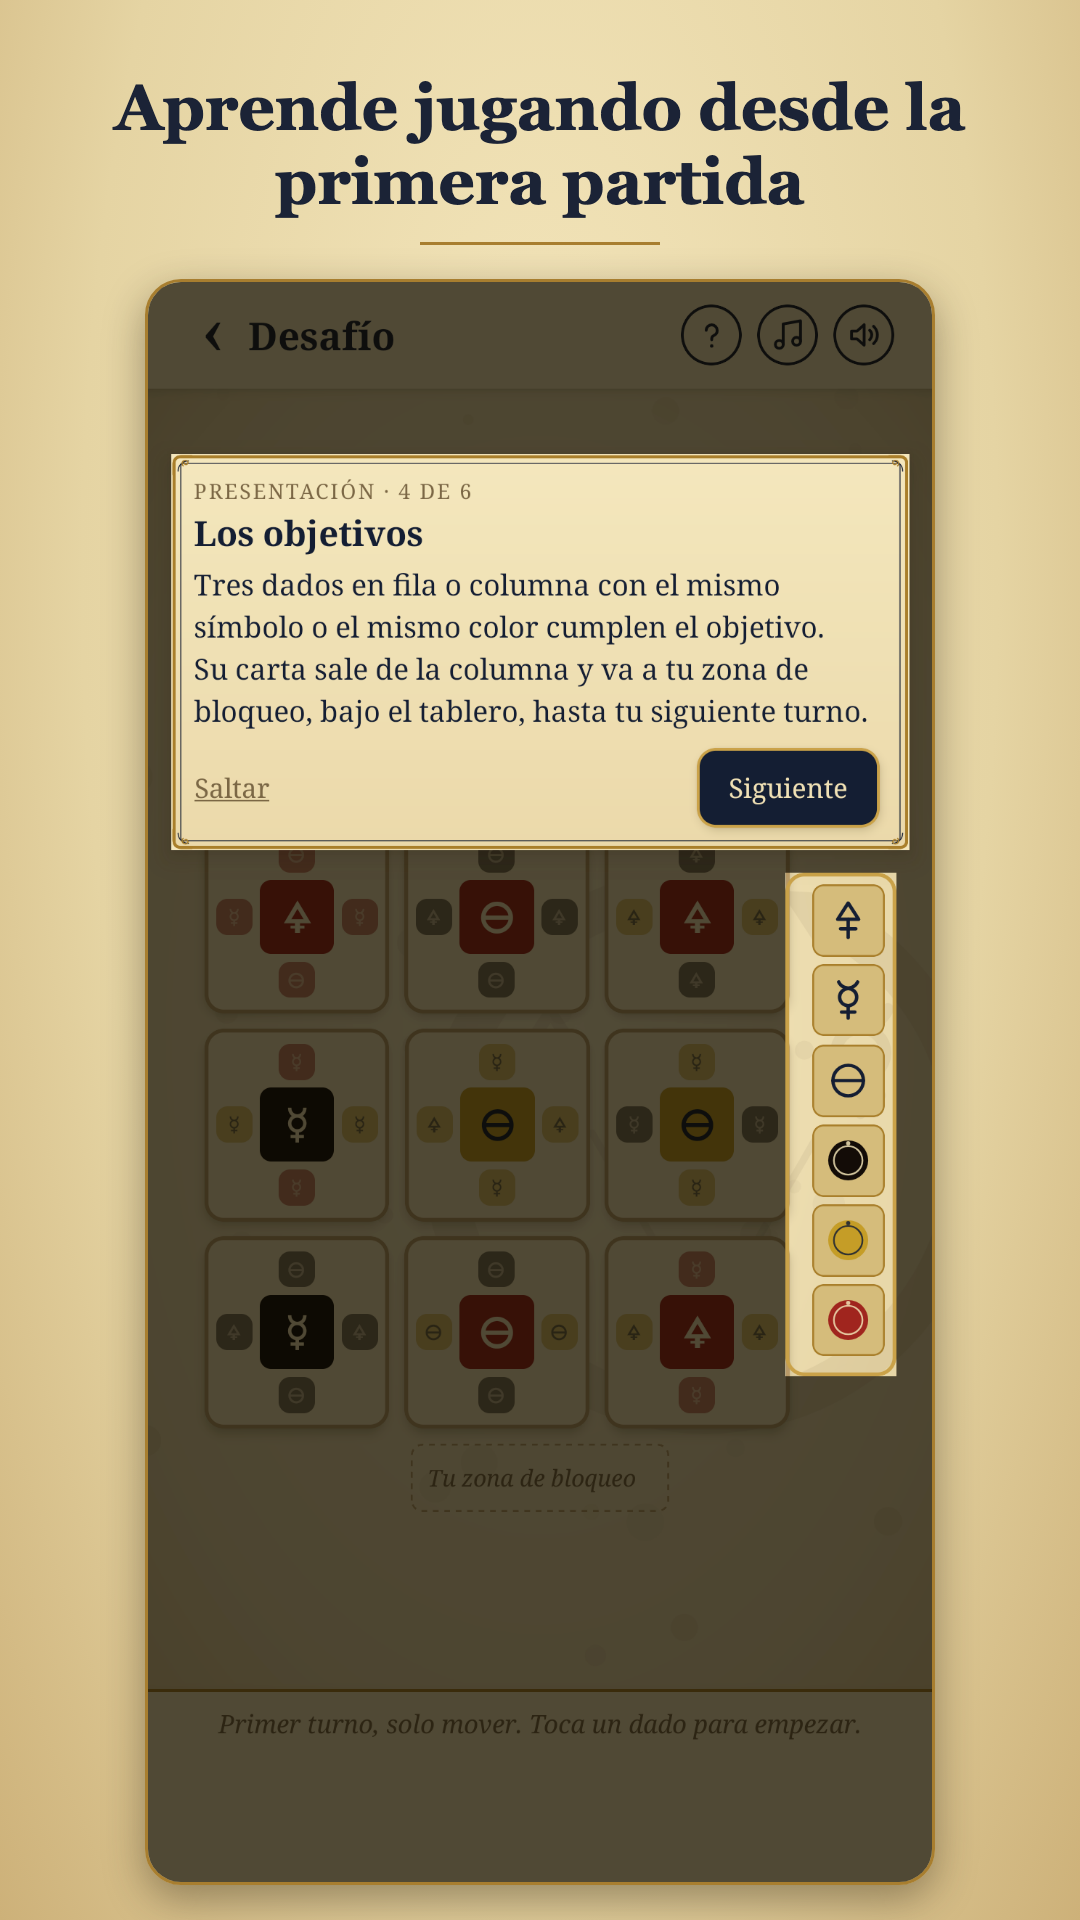 Aprende jugando desde la
primera partida
Desafío
?
PRESENTACIÓN · 4 DE 6
Los objetivos
Tres dados en fila o columna con el mismo
símbolo o el mismo color cumplen el objetivo.
Su carta sale de la columna y va a tu zona de
bloqueo, bajo el tablero, hasta tu siguiente turno.
Saltar
Siguiente
Tu zona de bloqueo
Primer turno, solo mover. Toca un dado para empezar.